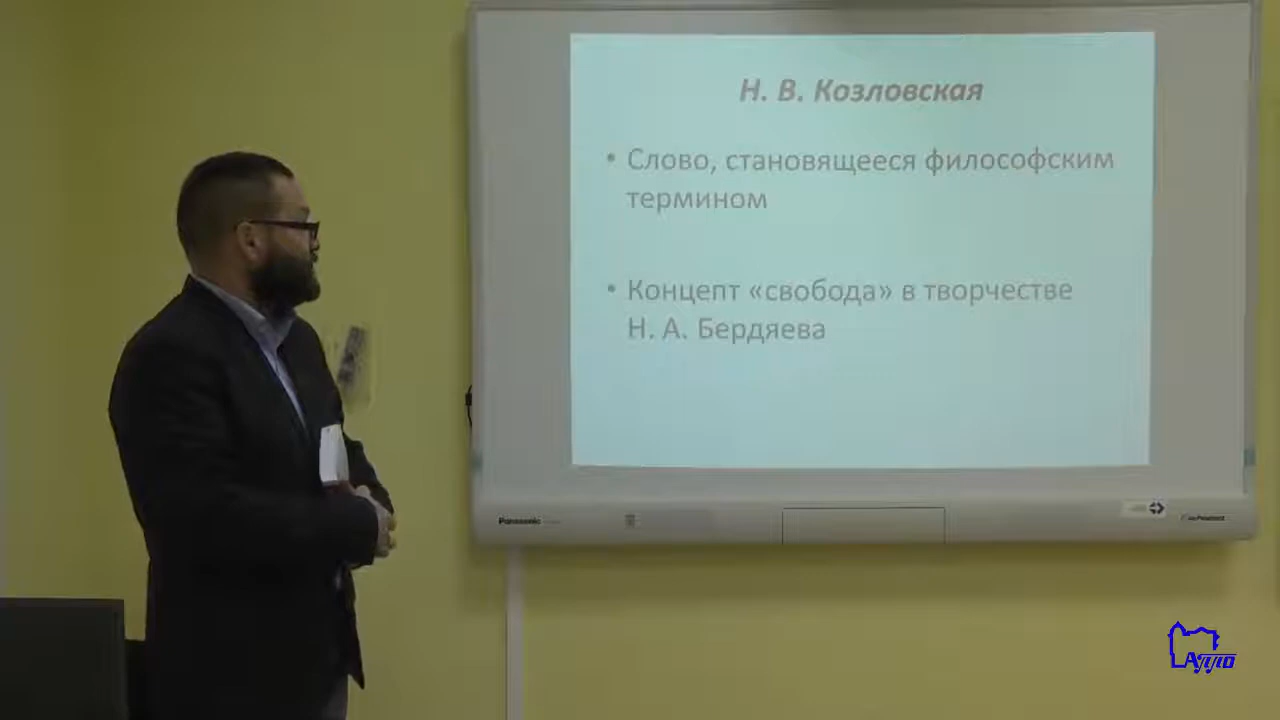 Н. В. Козловская
• Слово, становящееся философским
термином
• Концепт «свобода» в творчестве
Н. А. Бердяева
Panasonic